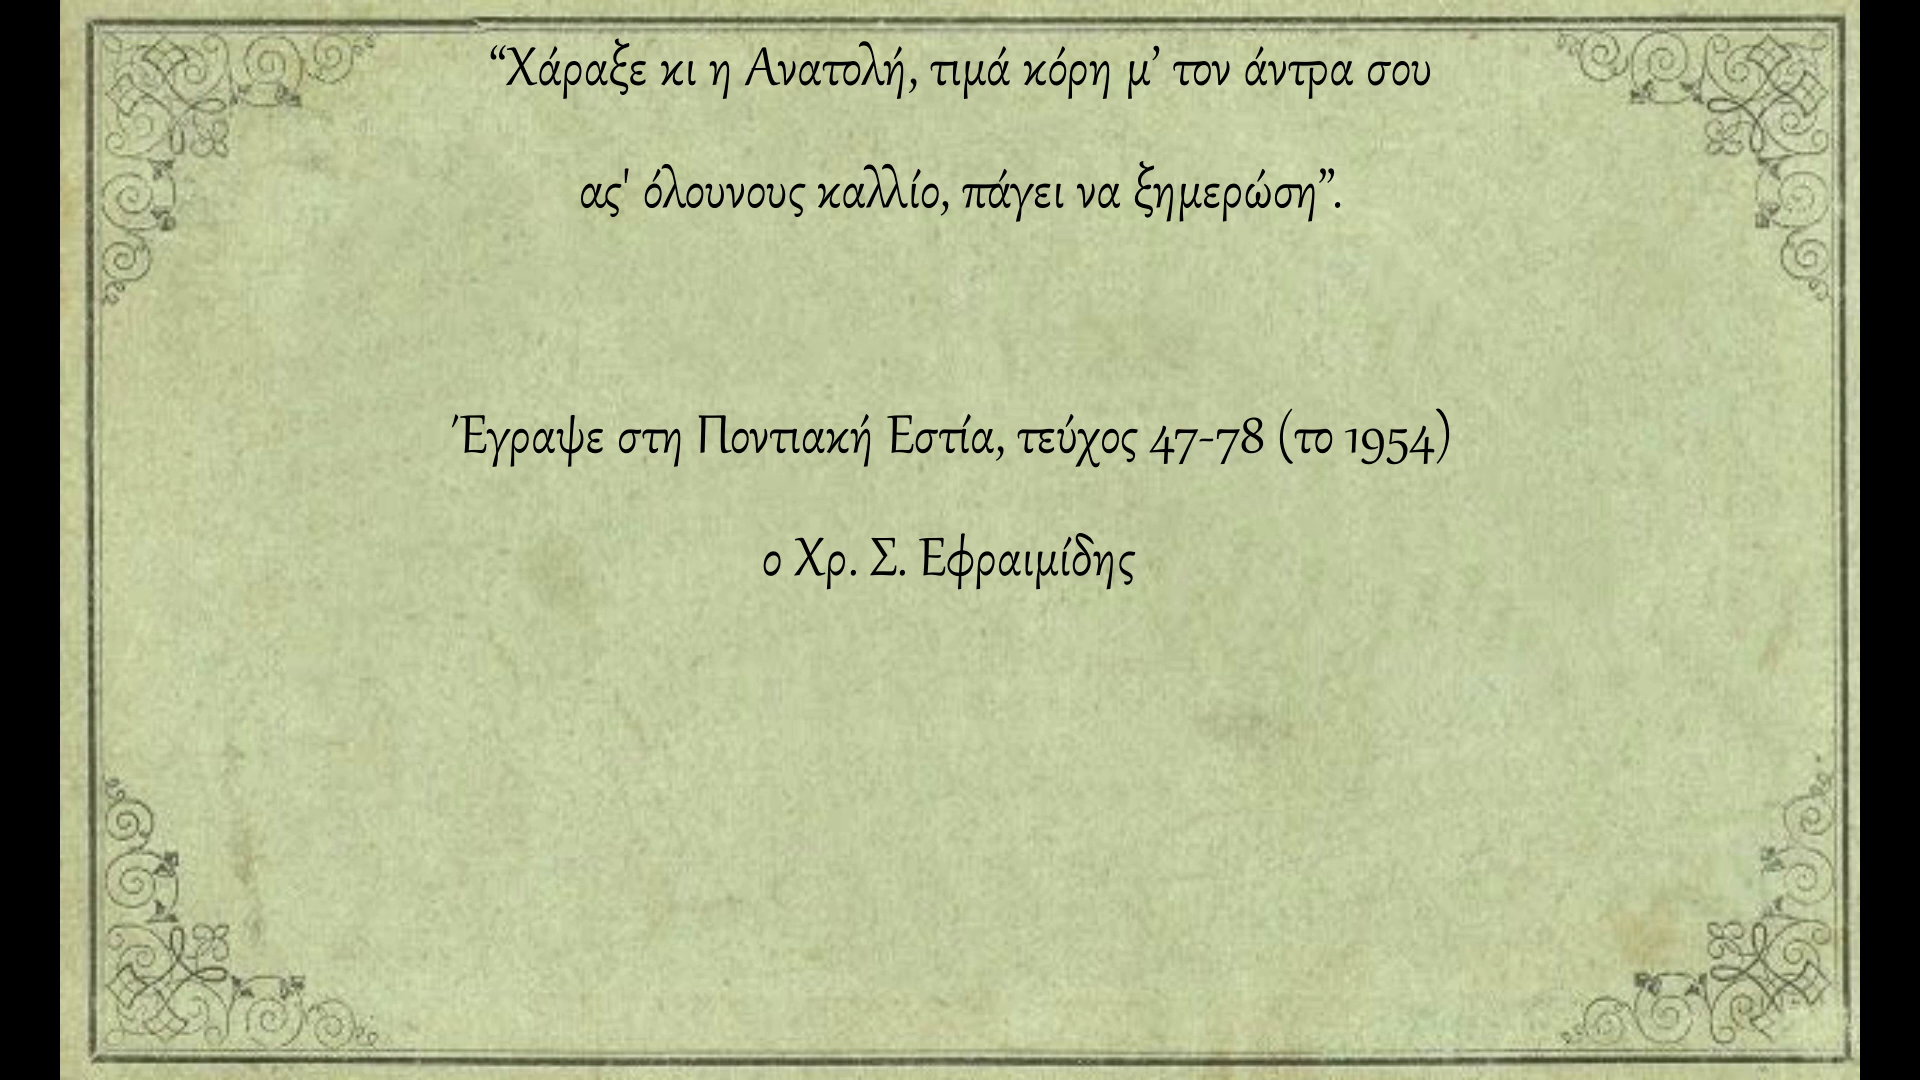 “Χάραξε κι η Ανατολή, τιμά κόρη μ’ τον άντρα σου
ας' όλουνους καλλίο, πάγει να ξημερώση”.
Έγραψε στη Ποντιακή Εστία, τεύχος 47-78 (το 1954)
ο Χρ. Σ. Εφραιμίδης